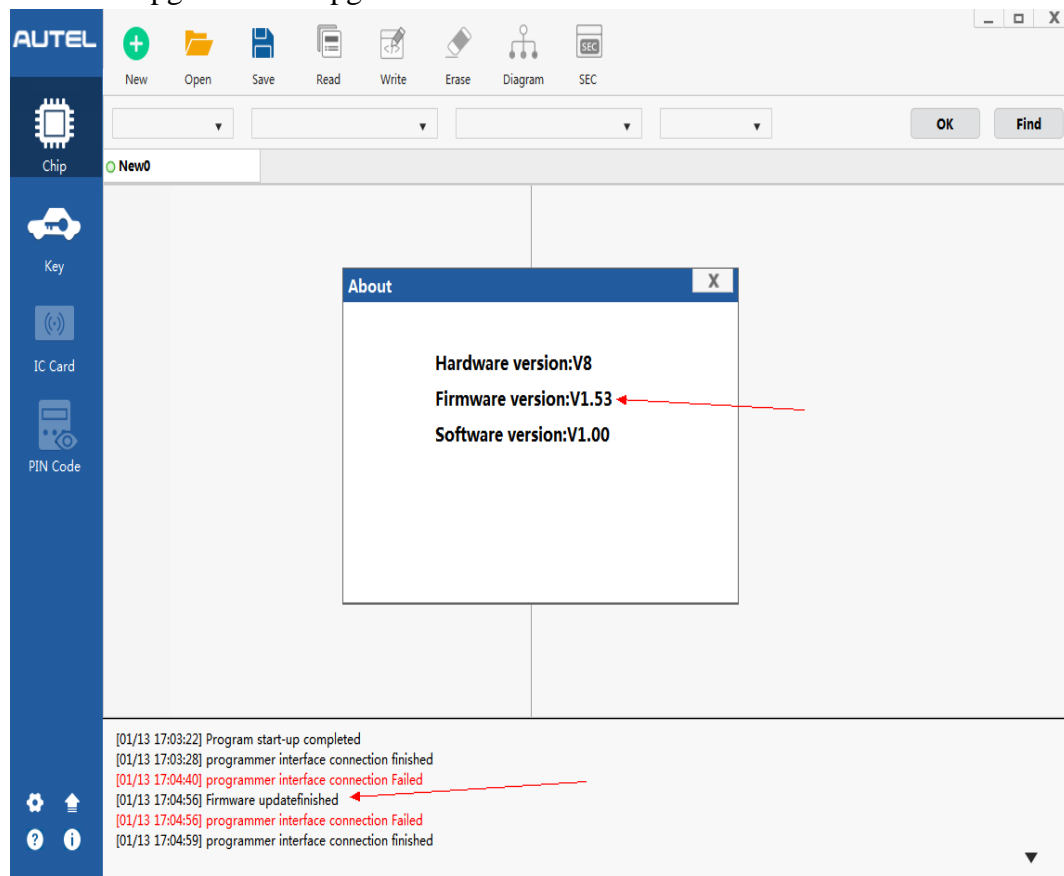 AUTEL
New Open Save Read Write Erase Diagram SEC
SEC
OK Find
Chip
New0
Key
IC Card
PIN Code
About X
Hardware version:V8
Firmware version:V1.53
Software version:V1.00
[01/13 17:03:22] Program start-up completed
[01/13 17:03:28] programmer interface connection finished
[01/13 17:04:40] programmer interface connection Failed
[01/13 17:04:56] Firmware updatefinished
[01/13 17:04:56] programmer interface connection Failed
[01/13 17:04:59] programmer interface connection finished